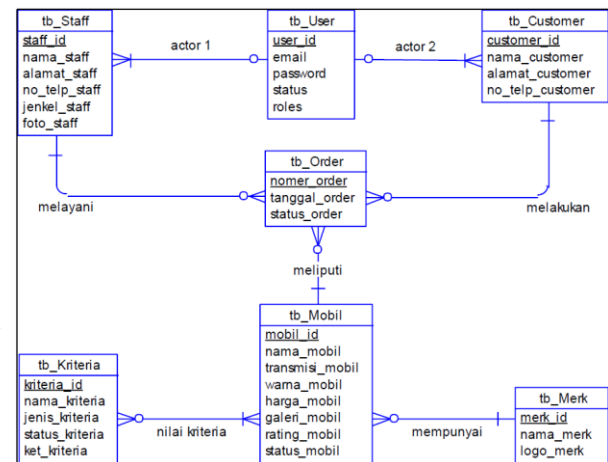 tb_Staff
staff_id
nama_staff
alamat_staff
no_telp_staff
jenkel_staff
foto_staff
actor 1
tb_User
user_id
email
password
status
roles
actor 2
tb_Customer
customer_id
nama_customer
alamat_customer
no_telp_customer
melayani
tb_Order
nomer_order
tanggal_order
status_order
melakukan
meliputi
tb_Mobil
mobil_id
nama_mobil
transmisi_mobil
warna_mobil
harga_mobil
galeri_mobil
rating_mobil
status_mobil
tb_Kriteria
kriteria_id
nama_kriteria
jenis_kriteria
status_kriteria
ket_kriteria
nilai kriteria
mempunyai
tb_Merk
merk_id
nama_merk
logo_merk